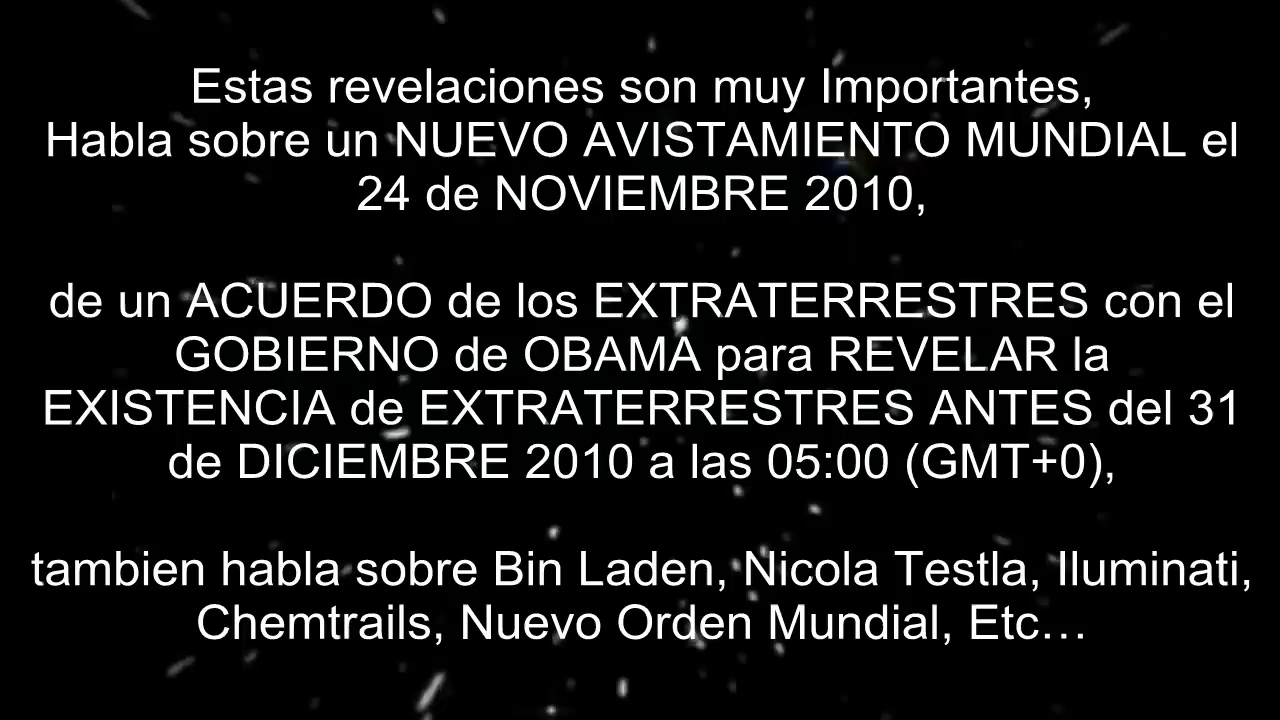 Estas revelaciones son muy Importantes,
Habla sobre un NUEVO AVISTAMIENTO MUNDIAL el
24 de NOVIEMBRE 2010,
de un ACUERDO de los EXTRATERRESTRES con el
GOBIERNO de OBAMA para REVELAR la
EXISTENCIA de EXTRATERRESTRES ANTES del 31
de DICIEMBRE 2010 a las 05:00 (GMT+0),
tambien habla sobre Bin Laden, Nicola Testla, Iluminati,
Chemtrails, Nuevo Orden Mundial, Etc…